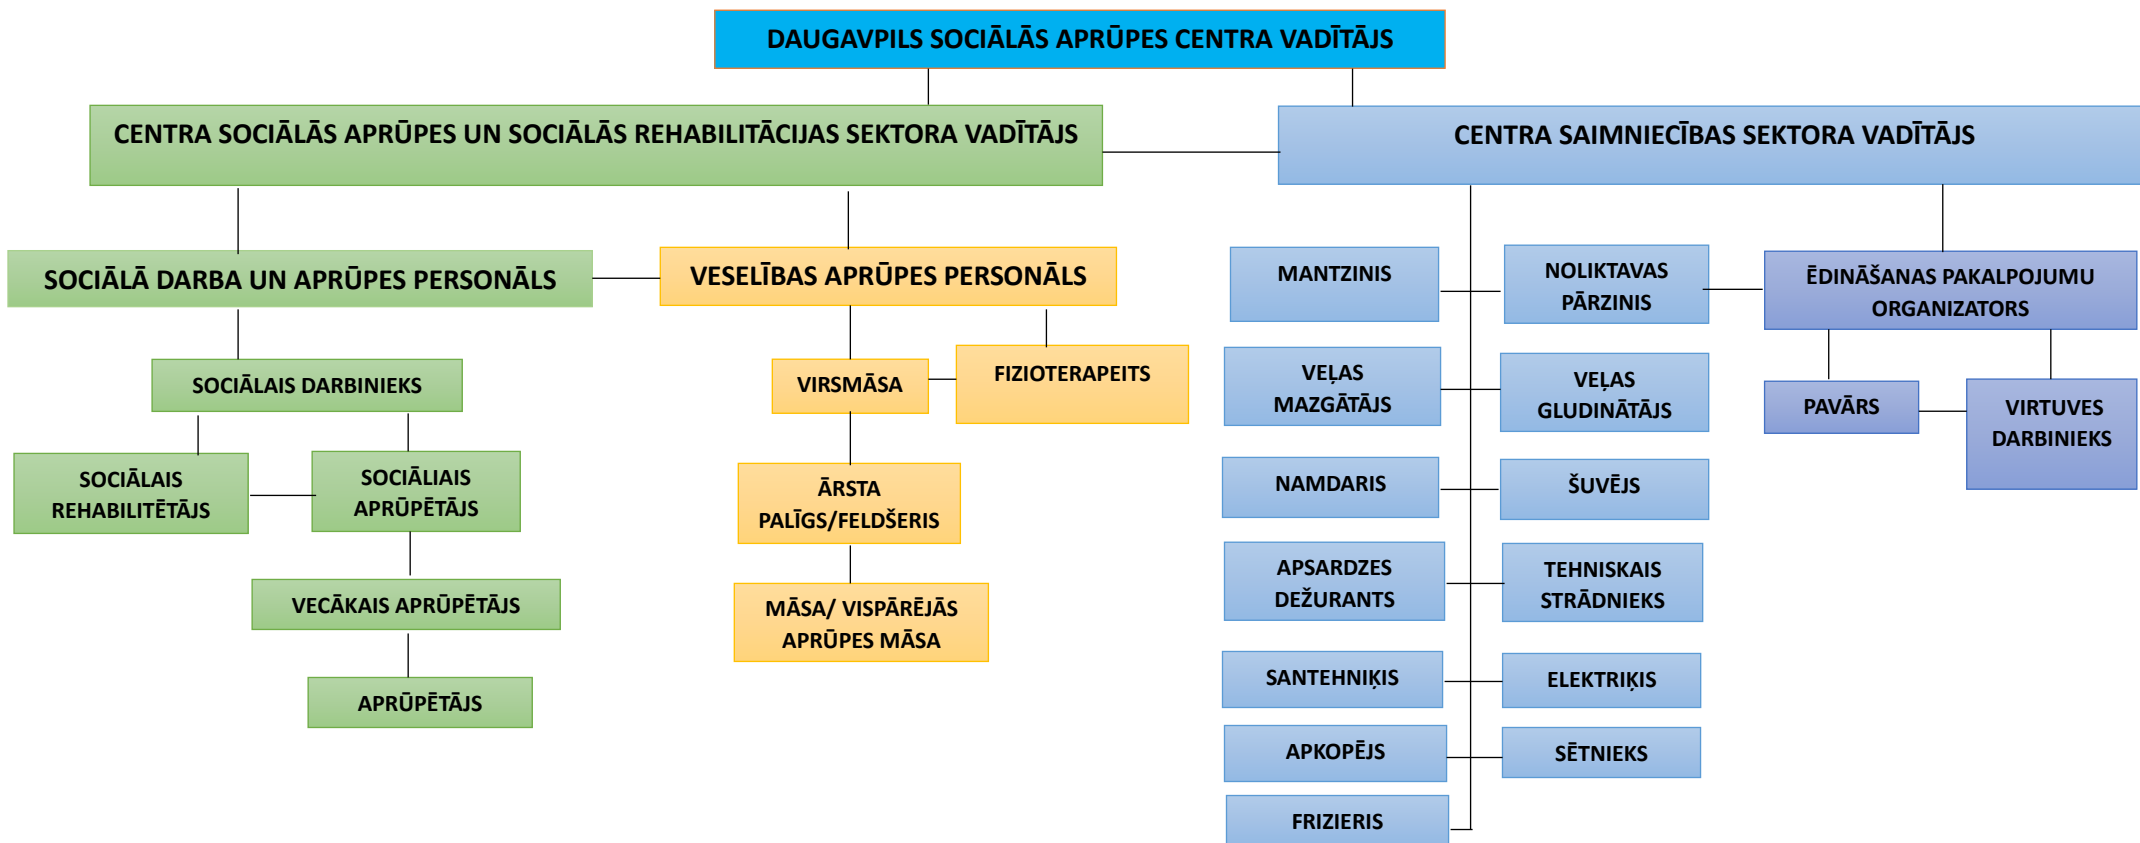 DAUGAVPILS SOCIĀLĀS APRŪPES CENTRA VADĪTĀJS
CENTRA SOCIĀLĀS APRŪPES UN SOCIĀLĀS REHABILITĀCIJAS SEKTORA VADĪTĀJS
CENTRA SAIMNIECĪBAS SEKTORA VADĪTĀJS
SOCIĀLĀ DARBA UN APRŪPES PERSONĀLS
VESELĪBAS APRŪPES PERSONĀLS
SOCIĀLAIS DARBINIEKS
SOCIĀLAIS
REHABILITĒTĀJS
SOCIĀLIAIS
APRŪPĒTĀJS
VECĀKAIS APRŪPĒTĀJS
APRŪPĒTĀJS
VIRSMĀSA
FIZIOTERAPEITS
ĀRSTA
PALĪGS/FELDŠERIS
MĀSA/ VISPĀRĒJĀS
APRŪPES MĀSA
MANTZINIS
NOLIKTAVAS
PĀRZINIS
VEĻAS
MAZGĀTĀJS
VEĻAS
GLUDINĀTĀJS
NAMDARIS
ŠUVĒJS
APSARDZES
DEŽURANTS
TEHNISKAIS
STRĀDNIEKS
SANTEHNIĶIS
ELEKTRIĶIS
APKOPĒJS
SĒTNIEKS
FRIZIERIS
ĒDINĀŠANAS PAKALPOJUMU
ORGANIZATORS
PAVĀRS
VIRTUVES
DARBINIEKS